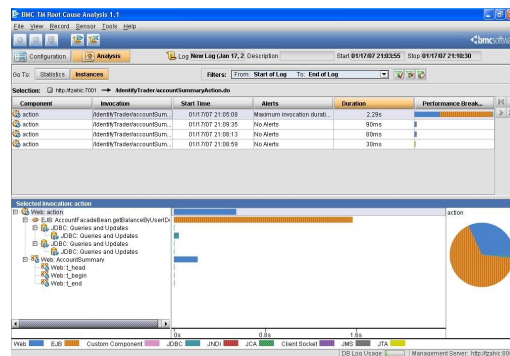 BMC TM Root Cause Analysis 1.1
File View Record Sensor Tools Help
<bmcsoftwa
Configuration Analysis Log New Log (Jan 17, 2 Description Start 01/17/07 21:03:55 Stop 01/17/07 21:10:30
Go To: Statistics Instances Filters: From: Start of Log To: End of Log
Selection: http://tzahic:7001 /IdentifyTrader/accountSummaryAction.do
Component Invocation Start Time Alerts Duration Performance Break...
action /IdentifyTrader/accountSum... 01/17/07 21:05:08 Maximum invocation durati... 2.29s
action /IdentifyTrader/accountSum... 01/17/07 21:09:35 No Alerts 90ms
action /IdentifyTrader/accountSum... 01/17/07 21:08:13 No Alerts 80ms
action /IdentifyTrader/accountSum... 01/17/07 21:08:59 No Alerts 30ms
Selected Invocation: action
Web: action
EJB: AccountFacadeBean.getBalanceByUserID
JDBC: Queries and Updates
JDBC: Queries and Updates
JDBC: Queries and Updates
JDBC: Queries and Updates
Web: AccountSummary
Web: t_head
Web: t_begin
Web: t_end
action
0s 0.8s 1.6s
Web EJB Custom Component JDBC JNDI JCA Client Socket JMS JTA
DB Log Usage: Management Server: http://tzahic:80